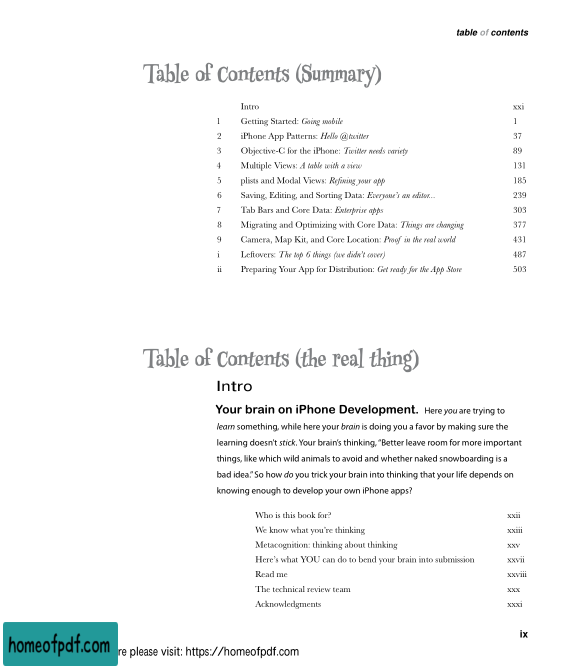 table of contents
Table of Contents (Summary)
Intro xxi
1 Getting Started: Going mobile 1
2 iPhone App Patterns: Hello @twitter 37
3 Objective-C for the iPhone: Twitter needs variety 89
4 Multiple Views: A table with a view 131
5 plists and Modal Views: Refining your app 185
6 Saving, Editing, and Sorting Data: Everyone's an editor... 239
7 Tab Bars and Core Data: Enterprise apps 303
8 Migrating and Optimizing with Core Data: Things are changing 377
9 Camera, Map Kit, and Core Location: Proof in the real world 431
i Leftovers: The top 6 things (we didn't cover) 487
ii Preparing Your App for Distribution: Get ready for the App Store 503
Table of Contents (the real thing)
Intro
Your brain on iPhone Development. Here you are trying to
learn something, while here your brain is doing you a favor by making sure the
learning doesn't stick. Your brain's thinking, “Better leave room for more important
things, like which wild animals to avoid and whether naked snowboarding is a
bad idea.” So how do you trick your brain into thinking that your life depends on
knowing enough to develop your own iPhone apps?
Who is this book for? xxii
We know what you're thinking xxiii
Metacognition: thinking about thinking xxv
Here's what YOU can do to bend your brain into submission xxvii
Read me xxviii
The technical review team xxx
Acknowledgments xxxi
ix
homeofpdf.com re please visit: https://homeofpdf.com